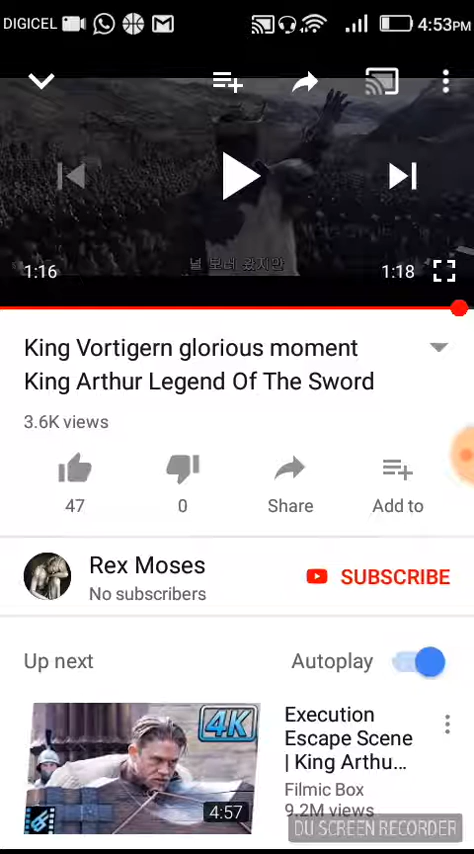 DIGICEL 4:53PM
1:16 널 보러 왔지만 1:18
King Vortigern glorious moment
King Arthur Legend Of The Sword
3.6K views
47 0 Share Add to
Rex Moses
SUBSCRIBE
No subscribers
Up next Autoplay
4K
4:57
Execution
Escape Scene
| King Arthu...
Filmic Box
9.2M views
DU SCREEN RECORDER